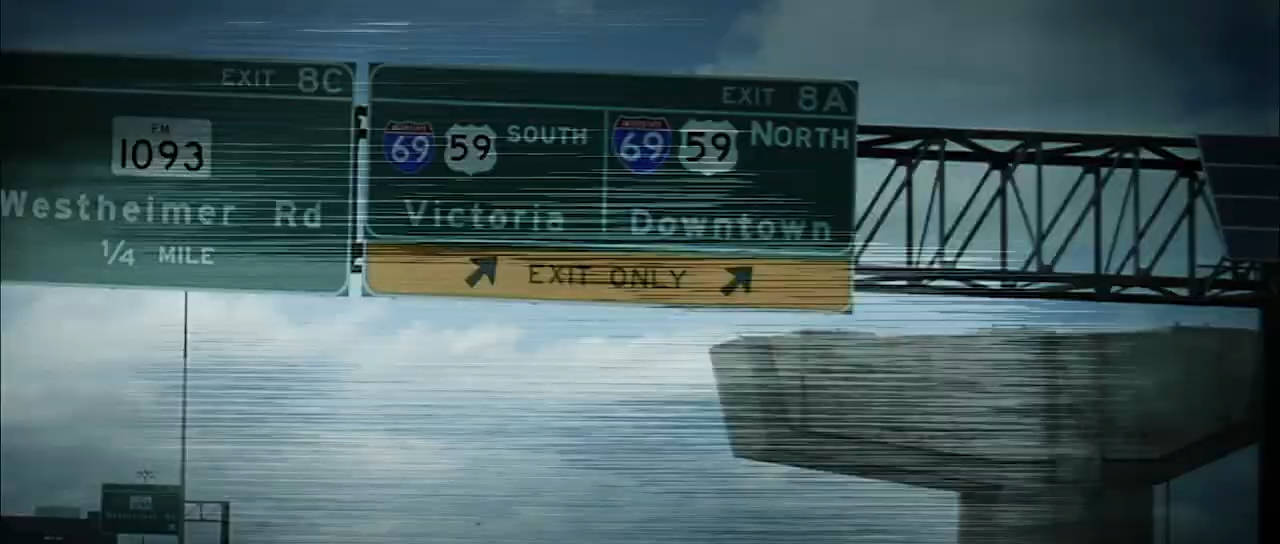 EXIT 8C
FM
1093
Westheimer Rd
1/4 MILE
EXIT 8A
INTERSTATE 69 59 SOUTH
Victoria
INTERSTATE 69 59 NORTH
Downtown
EXIT ONLY